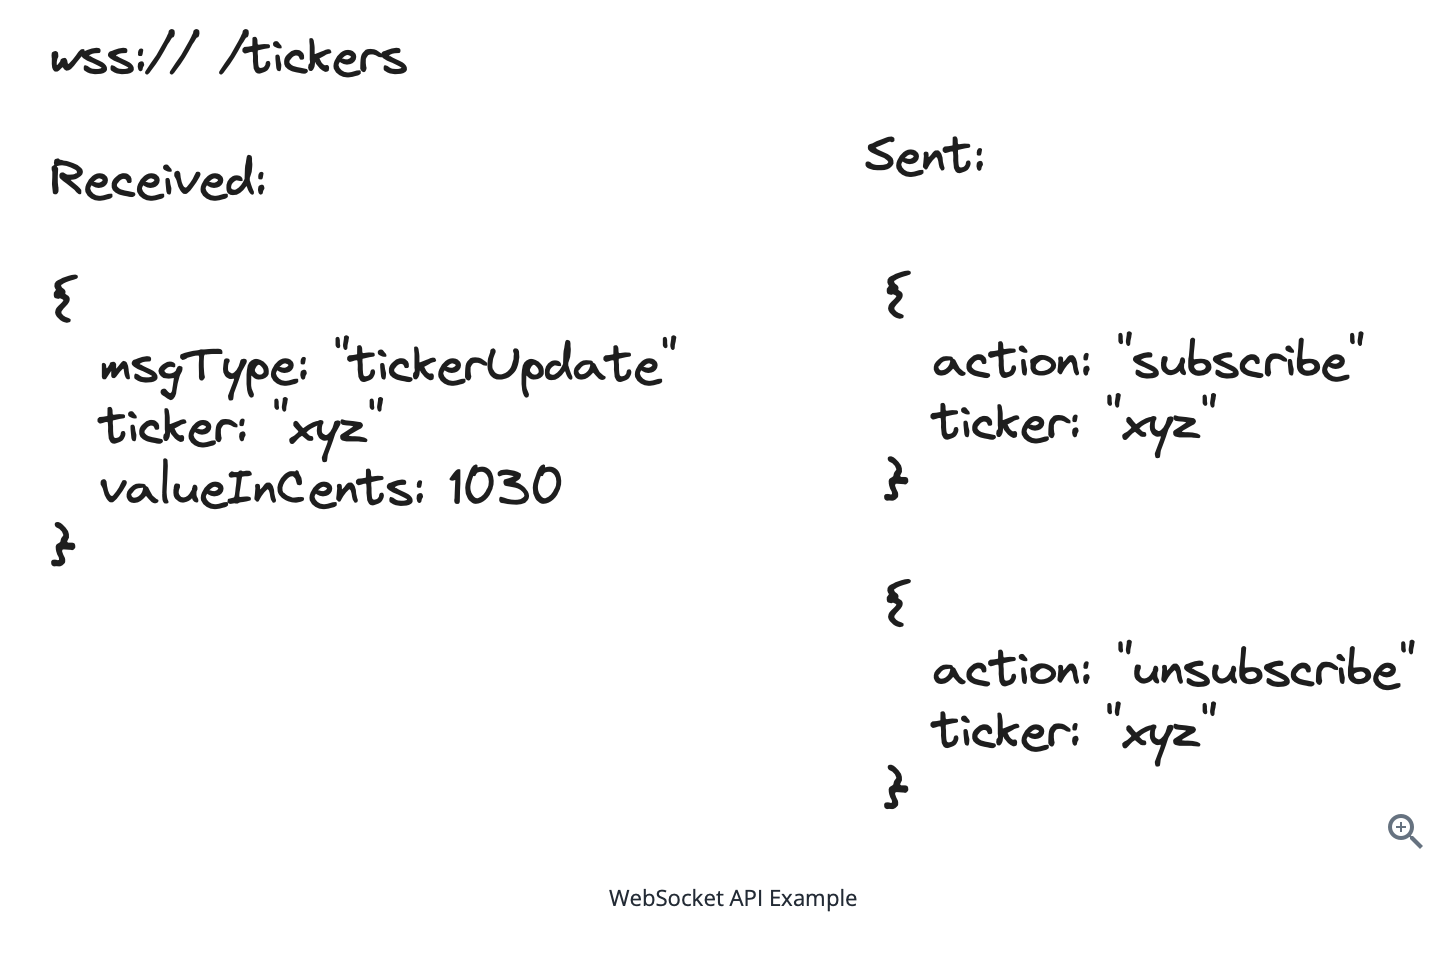 wss:// /tickers
Received:
{
msgType: "tickerUpdate"
ticker: "xyz"
valueInCents: 1030
}
Sent:
{
action: "subscribe"
ticker: "xyz"
}
{
action: "unsubscribe"
ticker: "xyz"
}
WebSocket API Example